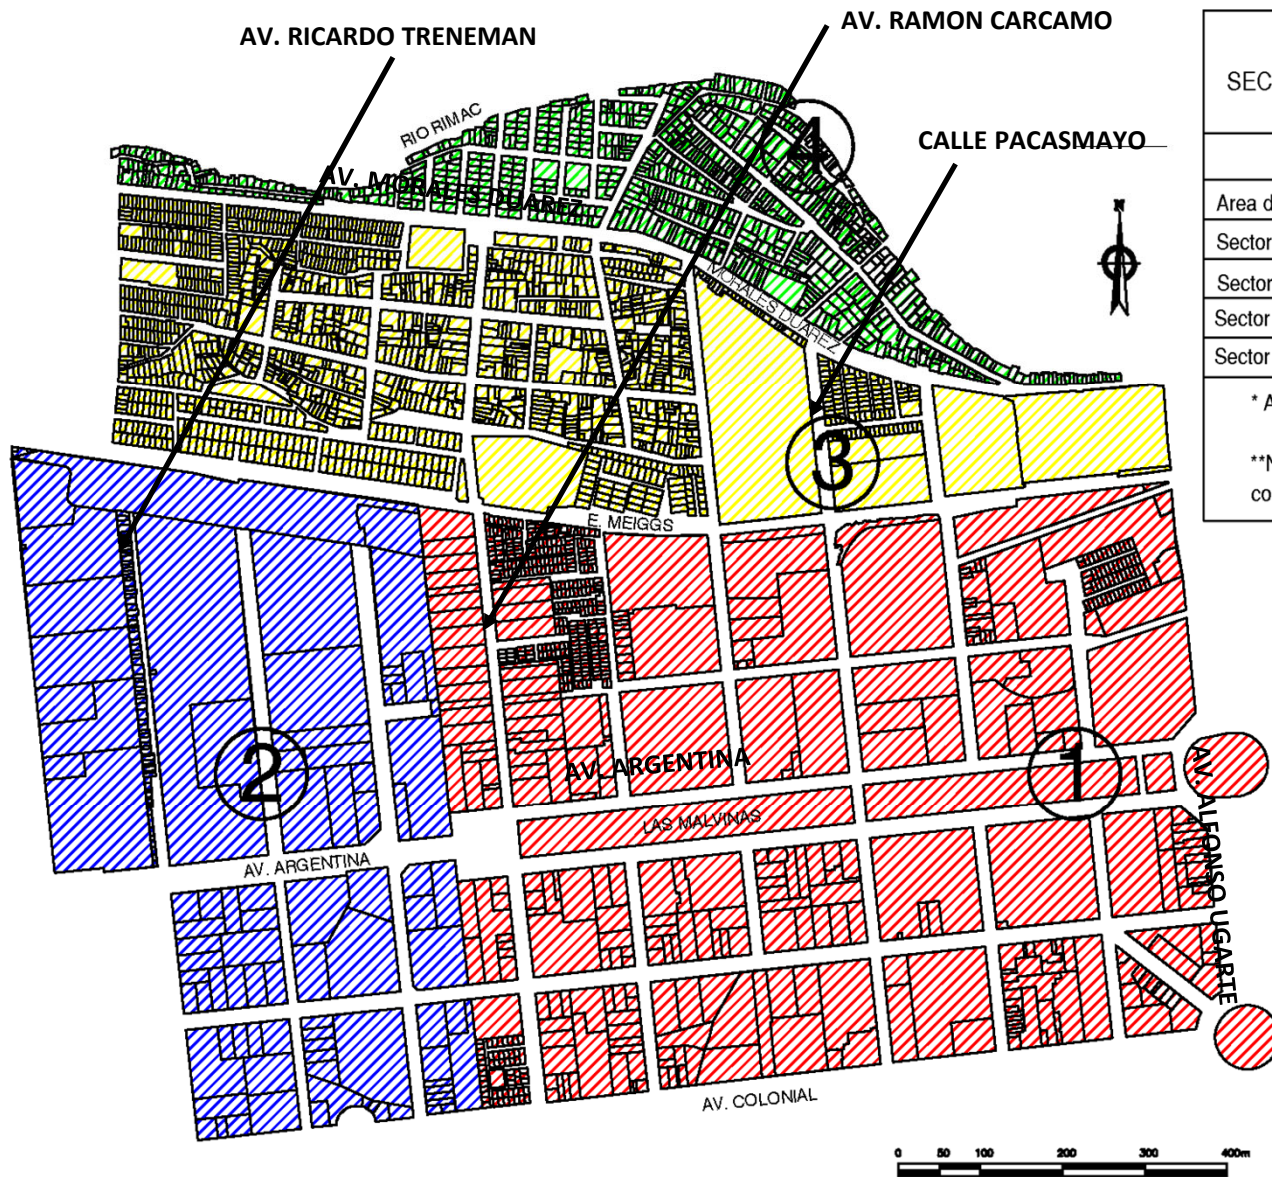 AV. RICARDO TRENEMAN
AV. RAMON CARCAMO
SEC
RIO RIMAC
4
CALLE PACASMAYO
AV. MORALES DUAREZ
N
Area d
Sector
Sector
Sector
Sector
MORALES DUAREZ
* A
3
**N
co
E. MEIGGS
2
AV. ARGENTINA
1
AV. ALFONSO UGARTE
LAS MALVINAS
AV. ARGENTINA
AV. COLONIAL
0 50 100 200 300 400m